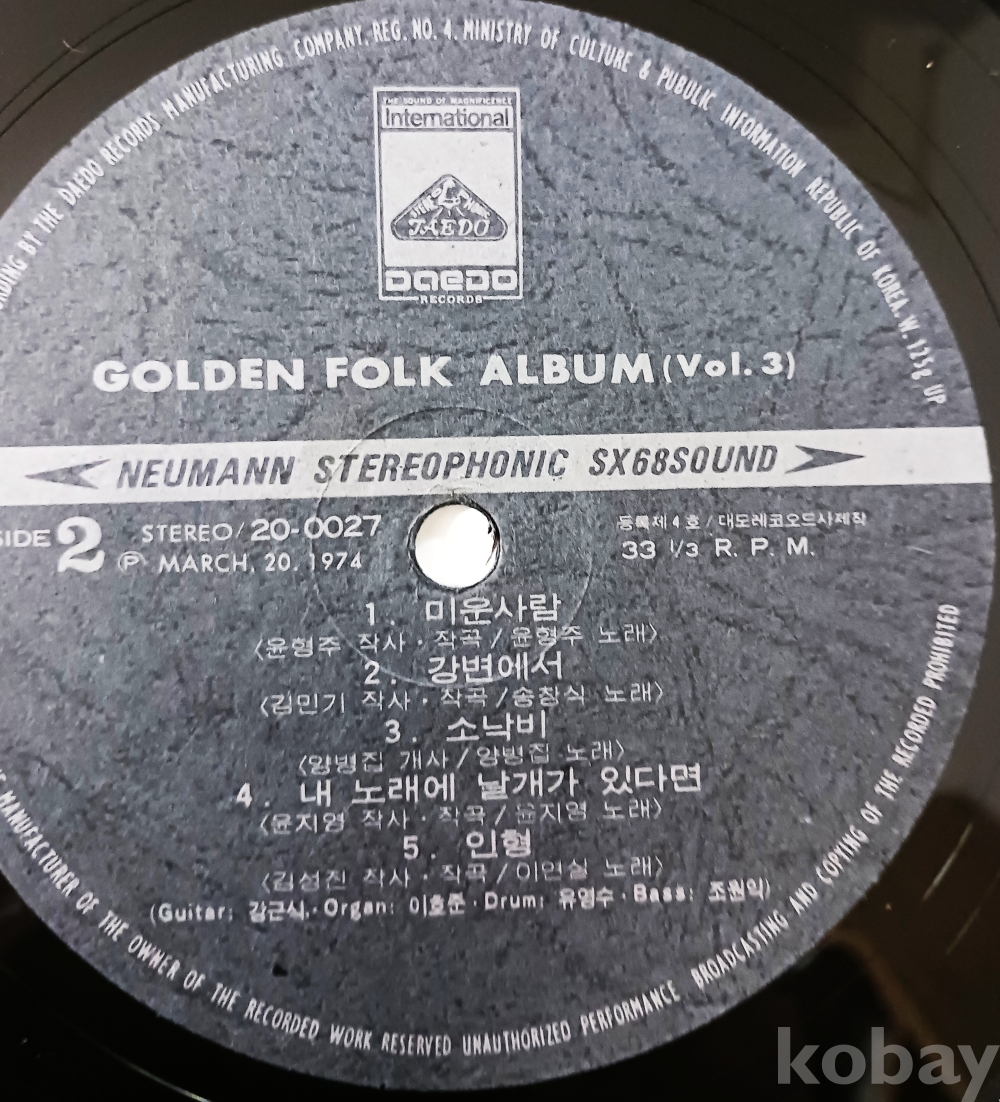 RDING BY THE DAEDO RECORDS MANUFACTURING COMPANY. REG. NO. 4. MINISTRY OF CULTURE & PUBULIC INFORMATION REPUBLIC OF KOREA. W. 125g UP
THE SOUND OF MAGNIFICENCE
International
STEREO PHONIC
TAEDO
DAEDO
RECORDS
GOLDEN FOLK ALBUM (Vol. 3)
NEUMANN STEREOPHONIC SX68SOUND
SIDE 2 STEREO/20-0027 등록제4호/대도레코오드사제작
Ⓟ MARCH, 20. 1974 33 1/3 R. P. M.
1. 미운사람
〈윤형주 작사·작곡/윤형주 노래〉
2. 강변에서
〈김민기 작사·작곡/송창식 노래〉
3. 소낙비
〈양병집 개사/양병집 노래〉
4. 내 노래에 날개가 있다면
〈윤지영 작사·작곡/윤지영 노래〉
5. 인형
〈김성진 작사·작곡/이연실 노래〉
(Guitar: 강근식·Organ: 이호준·Drum: 유영수·Bass: 조원익)
MANUFACTURER OF THE OWNER OF THE RECORDED WORK RESERVED UNAUTHORIZED PERFORMANCE BROADCASTING AND COPYING OF THE RECORDED PROHIBITED
kobay